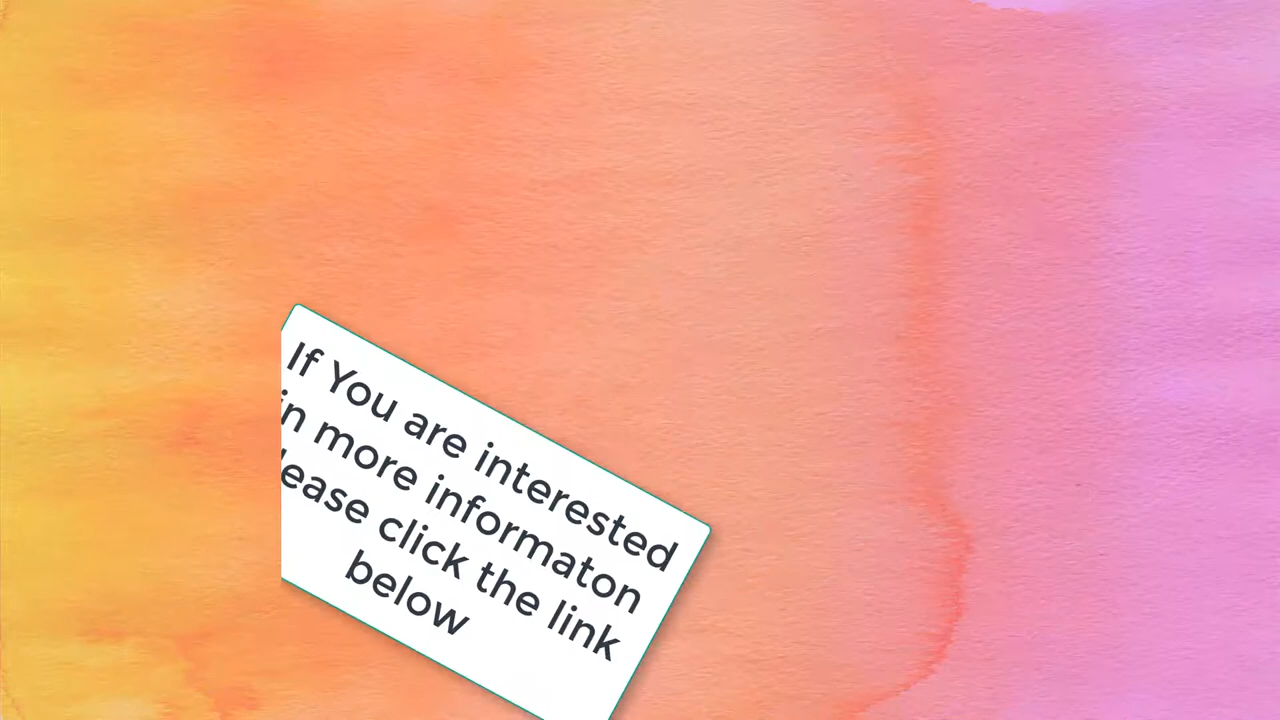 If You are interested
in more informaton
lease click the link
below